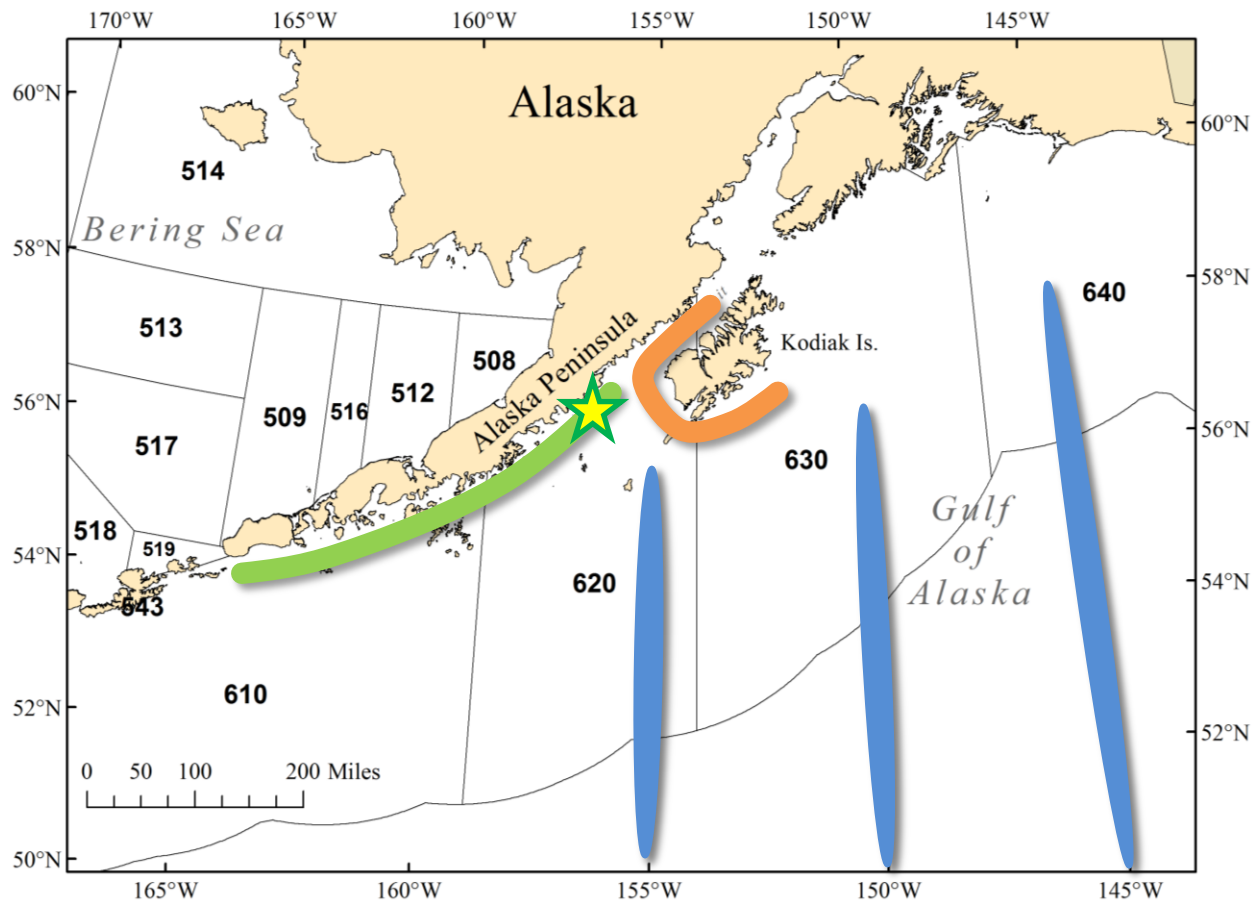 170°W 165°W 160°W 155°W 150°W 145°W
60°N
Alaska
60°N
514
Bering Sea
58°N
58°N
640
513
Alaska Peninsula
Kodiak Is.
508
512
516
509
56°N
56°N
517
630
518
519
Gulf
of
Alaska
54°N
54°N
620
543
610
52°N
52°N
0 50 100 200 Miles
50°N
165°W 160°W 155°W 150°W 145°W